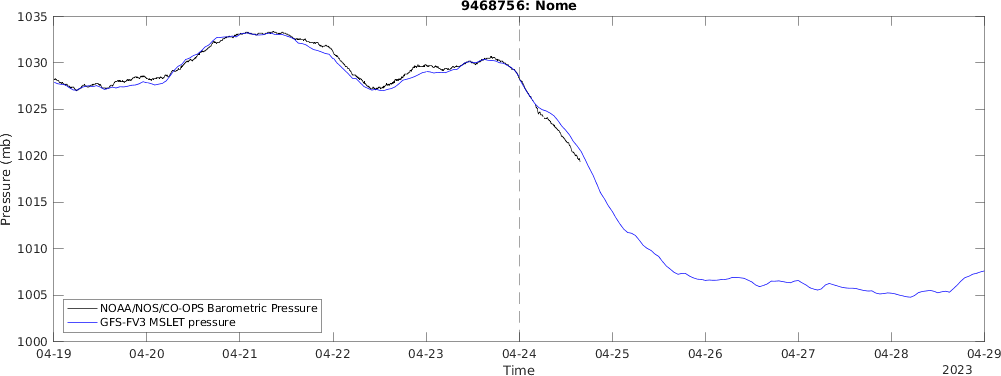 9468756: Nome
1035
1030
1025
1020
1015
1010
1005
1000
Pressure (mb)
NOAA/NOS/CO-OPS Barometric Pressure
GFS-FV3 MSLET pressure
04-19 04-20 04-21 04-22 04-23 04-24 04-25 04-26 04-27 04-28 04-29
Time
2023